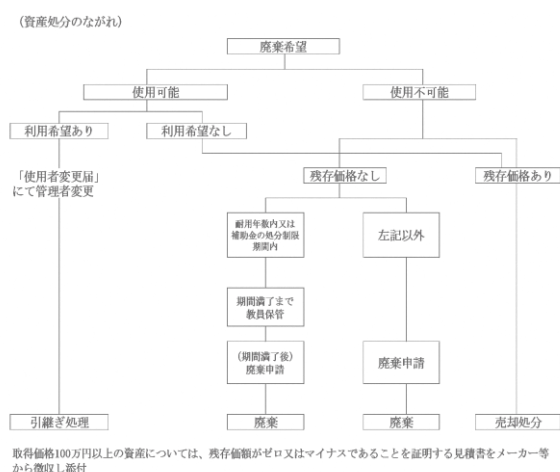 （資産処分のながれ）
廃棄希望
使用可能
使用不可能
利用希望あり
利用希望なし
「使用者変更届」
にて管理者変更
残存価格なし
残存価格あり
耐用年数内又は
補助金の処分制限
期間内
左記以外
期間満了まで
教員保管
（期間満了後）
廃棄申請
廃棄申請
引継ぎ処理
廃棄
廃棄
売却処分
取得価格100万円以上の資産については、残存価額がゼロ又はマイナスであることを証明する見積書をメーカー等
から徴収し添付